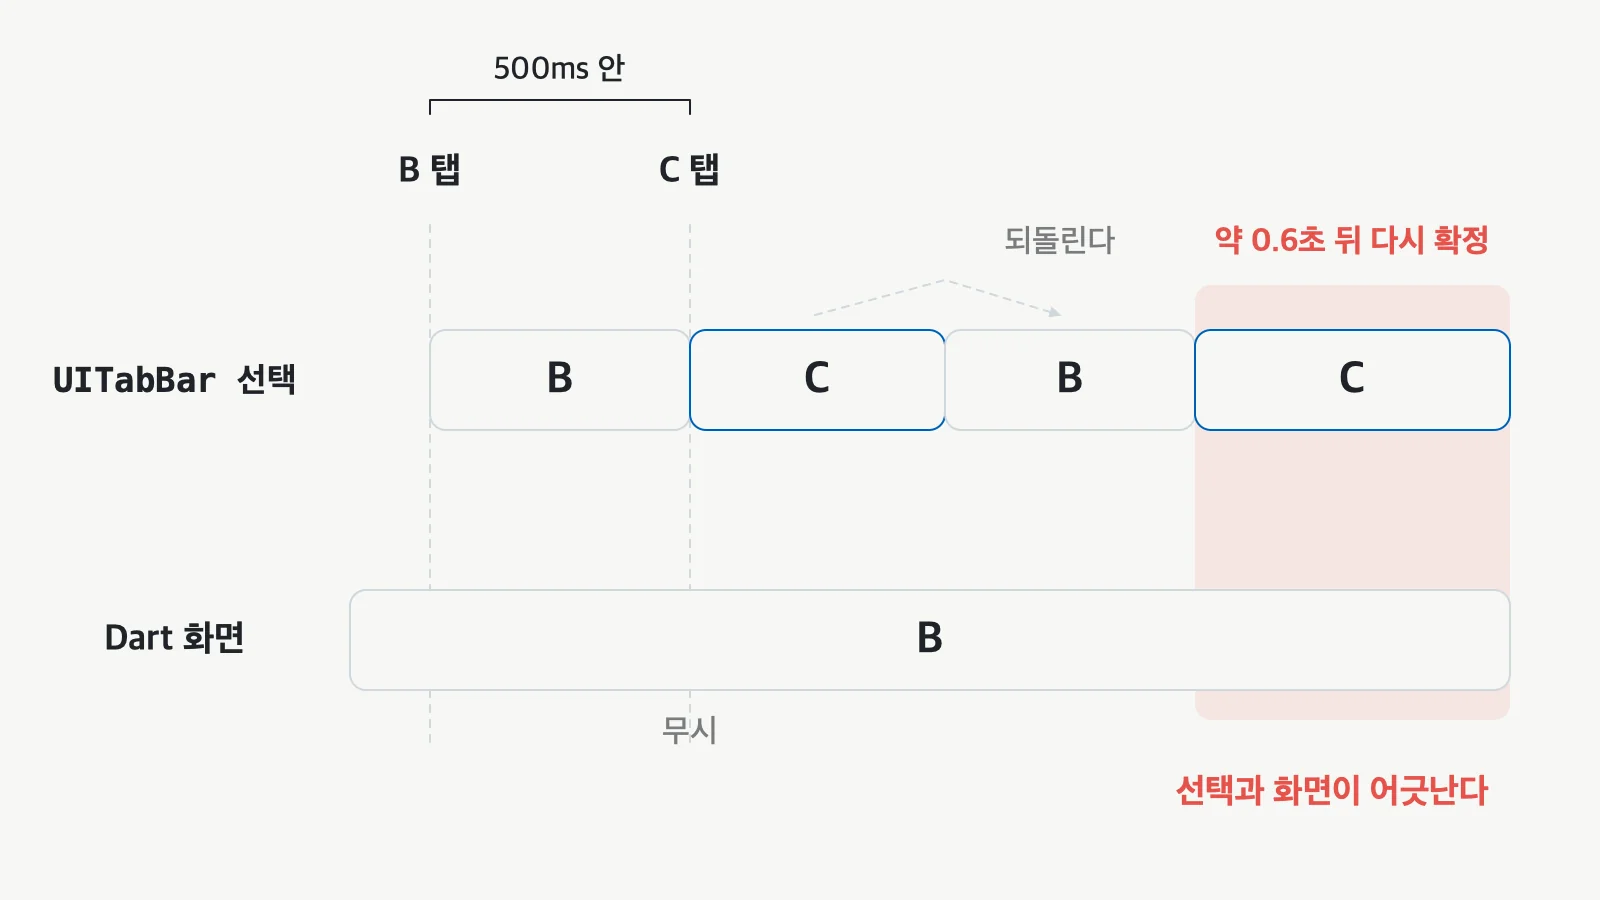 500ms 안
B 탭
C 탭
되돌린다
약 0.6초 뒤 다시 확정
UITabBar 선택
B
C
B
C
Dart 화면
B
무시
선택과 화면이 어긋난다